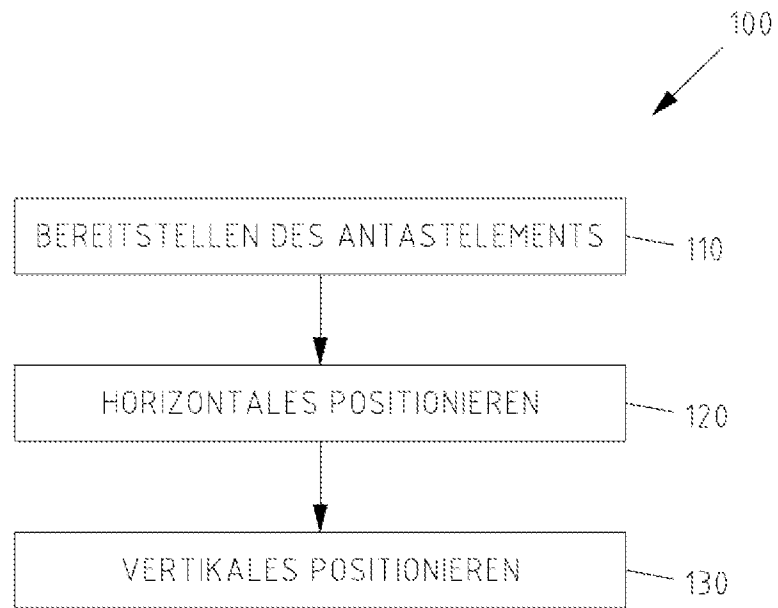 100
BEREITSTELLEN DES ANTASTELEMENTS
110
HORIZONTALES POSITIONIEREN
120
VERTIKALES POSITIONIEREN
130